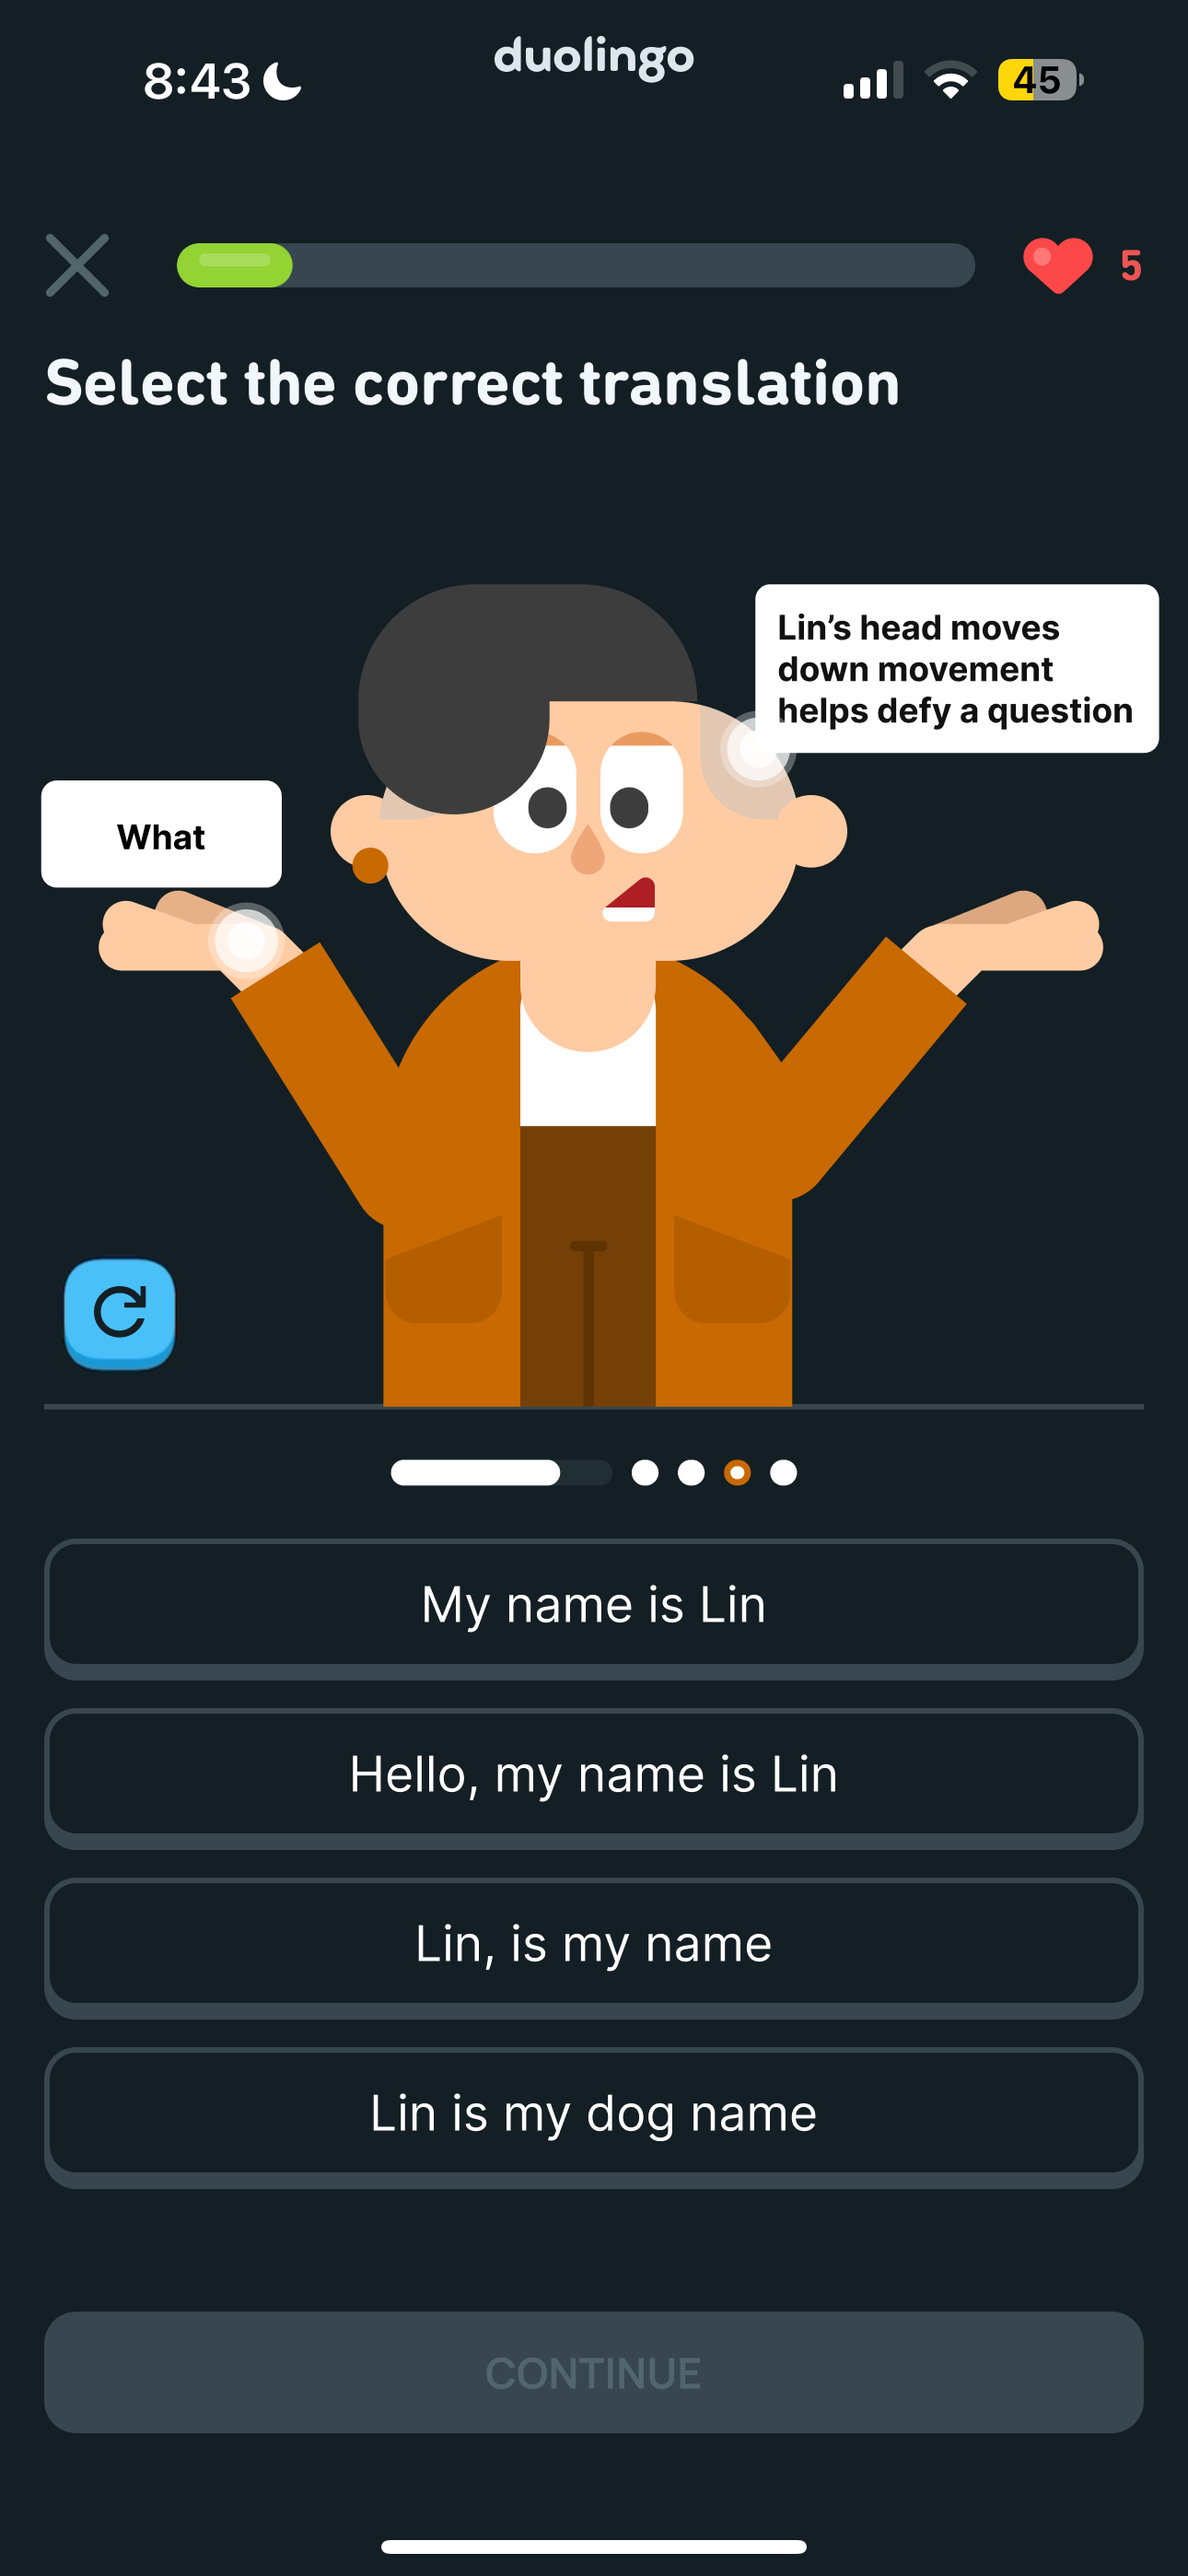 8:43
duolingo
45
5
Select the correct translation
Lin’s head moves
down movement
helps defy a question
What
My name is Lin
Hello, my name is Lin
Lin, is my name
Lin is my dog name
CONTINUE